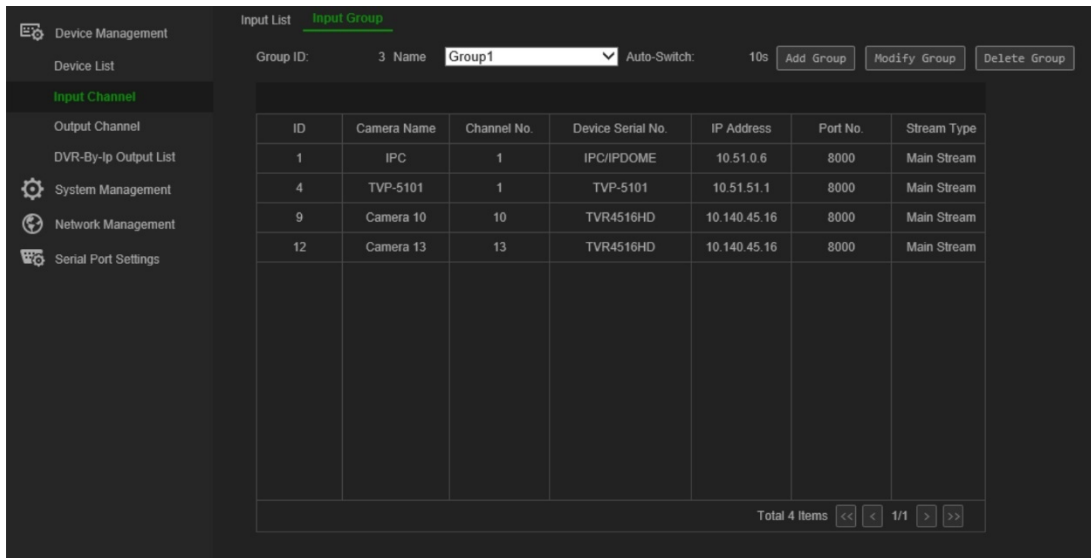 Device Management
Device List
Input Channel
Output Channel
DVR-By-Ip Output List
System Management
Network Management
Serial Port Settings
Input List Input Group
Group ID: 3 Name Group1 Auto-Switch: 10s Add Group Modify Group Delete Group
ID Camera Name Channel No. Device Serial No. IP Address Port No. Stream Type
1 IPC 1 IPC/IPDOME 10.51.0.6 8000 Main Stream
4 TVP-5101 1 TVP-5101 10.51.51.1 8000 Main Stream
9 Camera 10 10 TVR4516HD 10.140.45.16 8000 Main Stream
12 Camera 13 13 TVR4516HD 10.140.45.16 8000 Main Stream
Total 4 Items << < 1/1 > >>